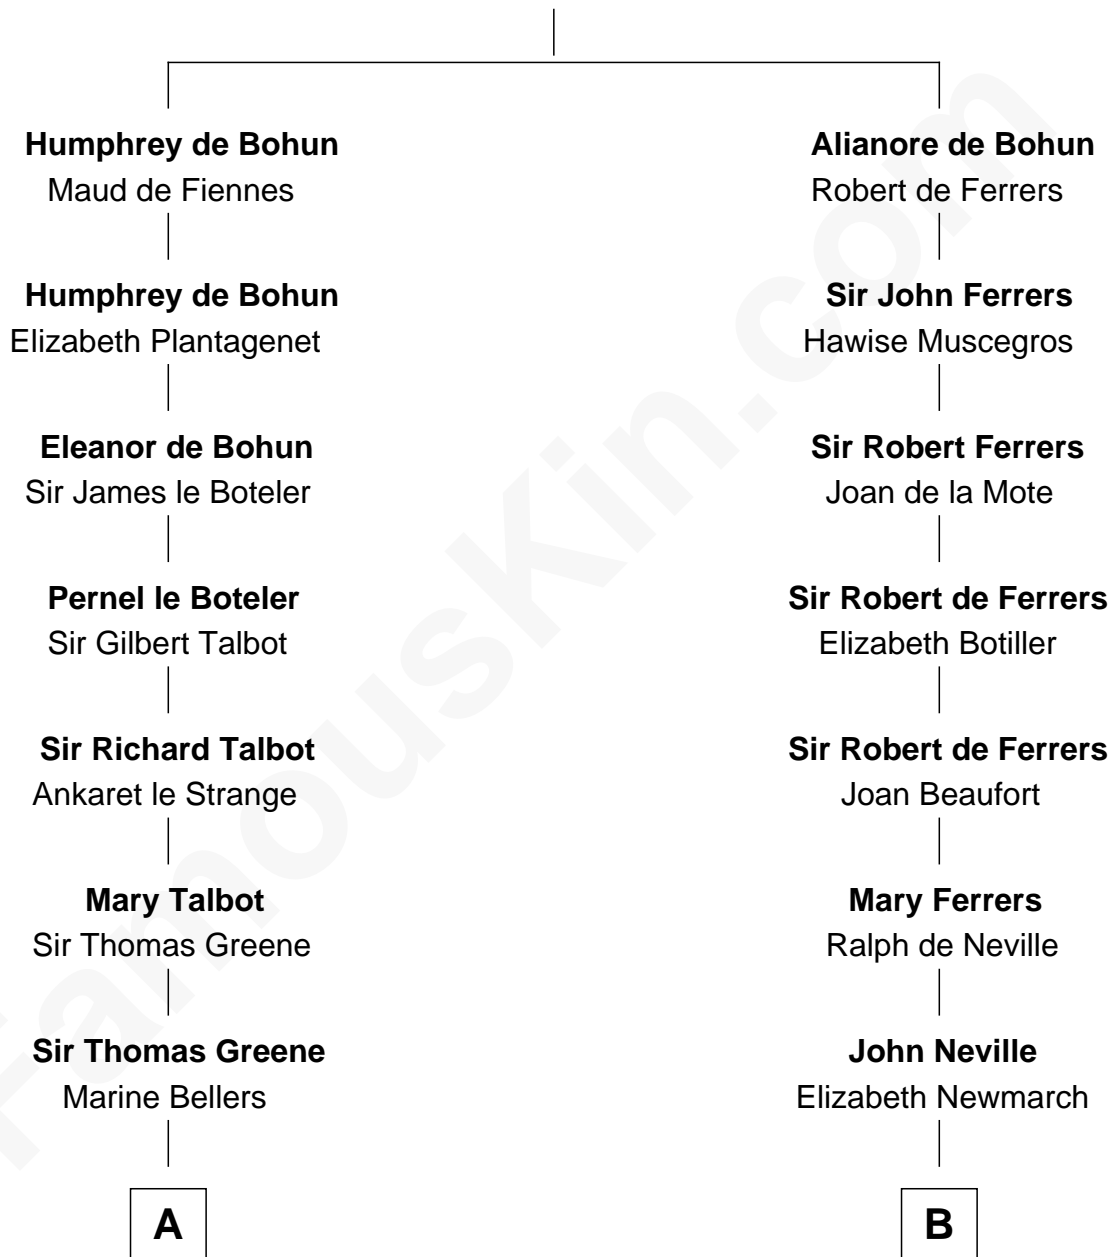 Humphrey de Bohun
Maud de Fiennes
Humphrey de Bohun
Elizabeth Plantagenet
Eleanor de Bohun
Sir James le Boteler
Pernel le Boteler
Sir Gilbert Talbot
Sir Richard Talbot
Ankaret le Strange
Mary Talbot
Sir Thomas Greene
Sir Thomas Greene
Marine Bellers
A
Alianore de Bohun
Robert de Ferrers
Sir John Ferrers
Hawise Muscegros
Sir Robert Ferrers
Joan de la Mote
Sir Robert de Ferrers
Elizabeth Botiller
Sir Robert de Ferrers
Joan Beaufort
Mary Ferrers
Ralph de Neville
John Neville
Elizabeth Newmarch
B
FamousKin.com